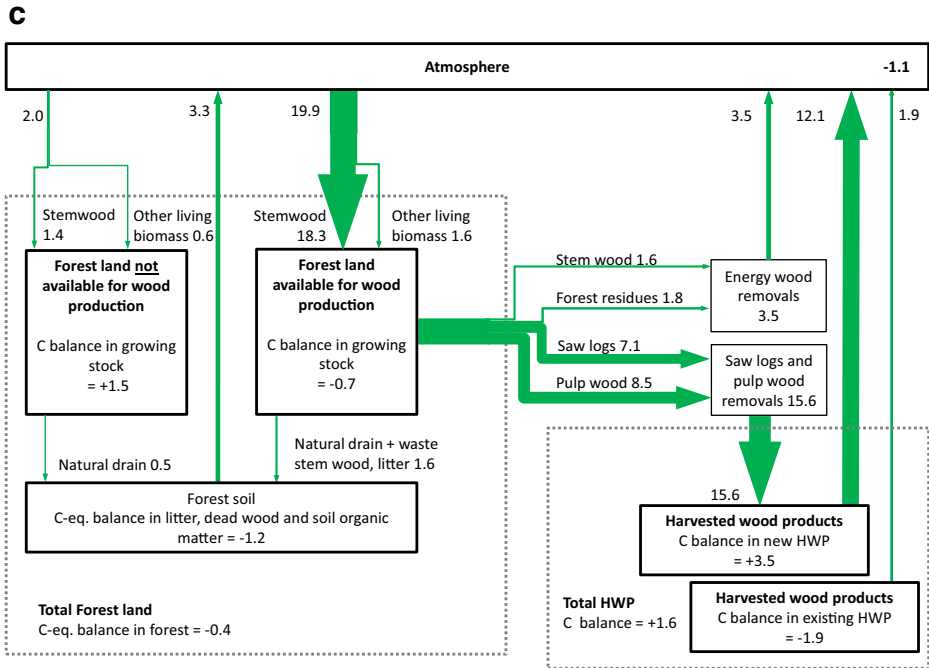 c
Atmosphere
-1.1
2.0
3.3
19.9
3.5
12.1
1.9
Stemwood
1.4
Other living
biomass 0.6
Stemwood
18.3
Other living
biomass 1.6
Forest land not
available for wood
production
C balance in growing
stock
= +1.5
Forest land
available for wood
production
C balance in growing
stock
= -0.7
Stem wood 1.6
Forest residues 1.8
Saw logs 7.1
Pulp wood 8.5
Energy wood
removals
3.5
Saw logs and
pulp wood
removals 15.6
Natural drain 0.5
Natural drain + waste
stem wood, litter 1.6
Forest soil
C-eq. balance in litter, dead wood and soil organic
matter = -1.2
15.6
Harvested wood products
C balance in new HWP
= +3.5
Total Forest land
C-eq. balance in forest = -0.4
Total HWP
C balance = +1.6
Harvested wood products
C balance in existing HWP
= -1.9